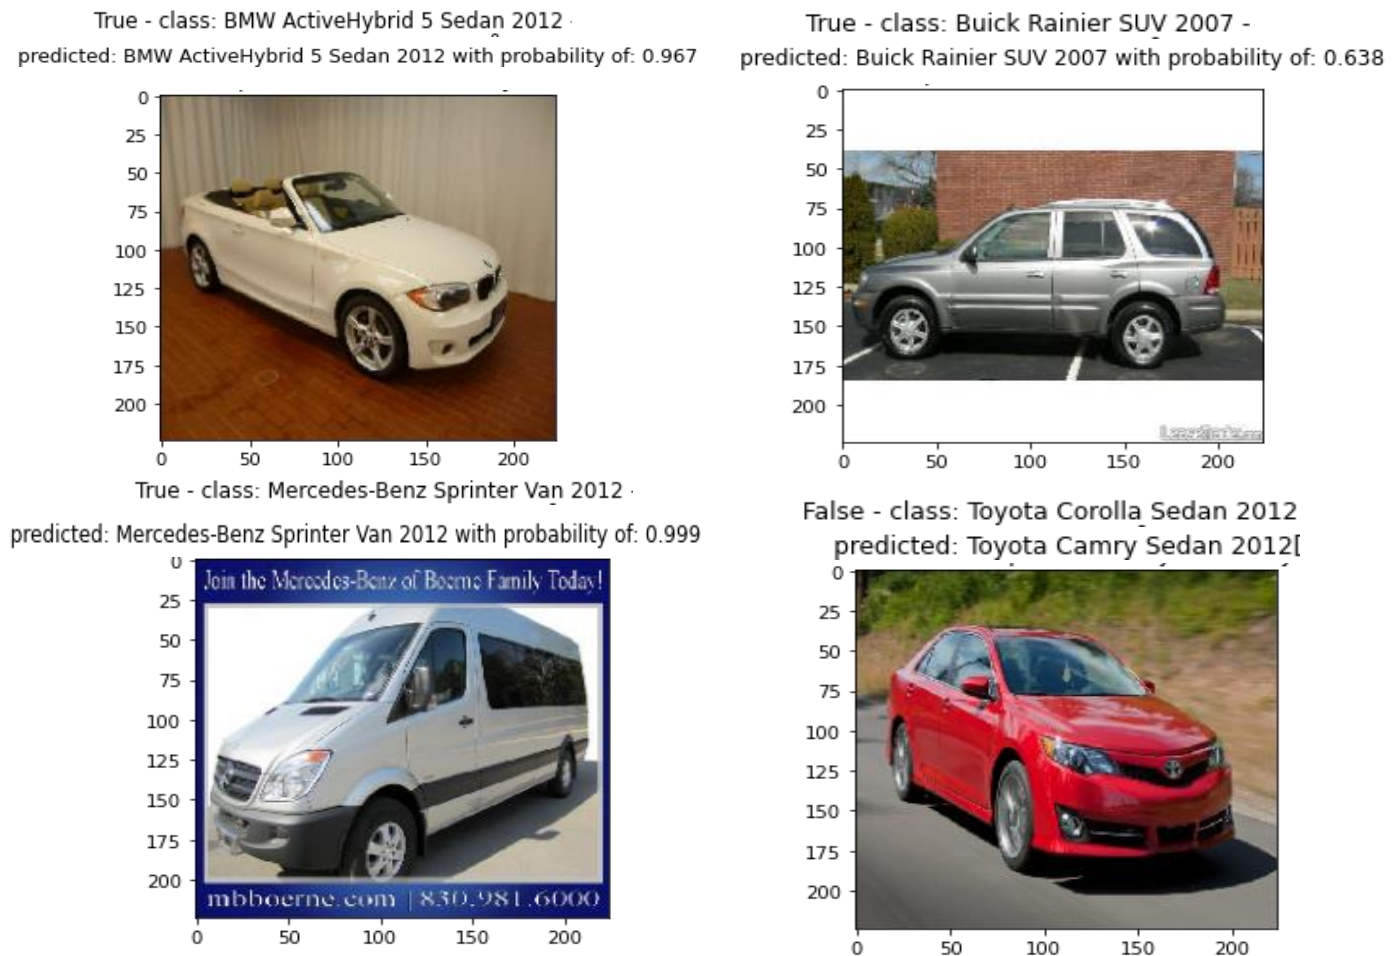 True - class: BMW ActiveHybrid 5 Sedan 2012 -
predicted: BMW ActiveHybrid 5 Sedan 2012 with probability of: 0.967
0
25
50
75
100
125
150
175
200
0 50 100 150 200
True - class: Buick Rainier SUV 2007 -
predicted: Buick Rainier SUV 2007 with probability of: 0.638
0
25
50
75
100
125
150
175
200
0 50 100 150 200
True - class: Mercedes-Benz Sprinter Van 2012 -
predicted: Mercedes-Benz Sprinter Van 2012 with probability of: 0.999
0
25
50
75
100
125
150
175
200
Join the Mercedes-Benz of Boerne Family Today!
mbboerne.com | 830.981.6000
0 50 100 150 200
False - class: Toyota Corolla Sedan 2012
predicted: Toyota Camry Sedan 2012[
0
25
50
75
100
125
150
175
200
0 50 100 150 200